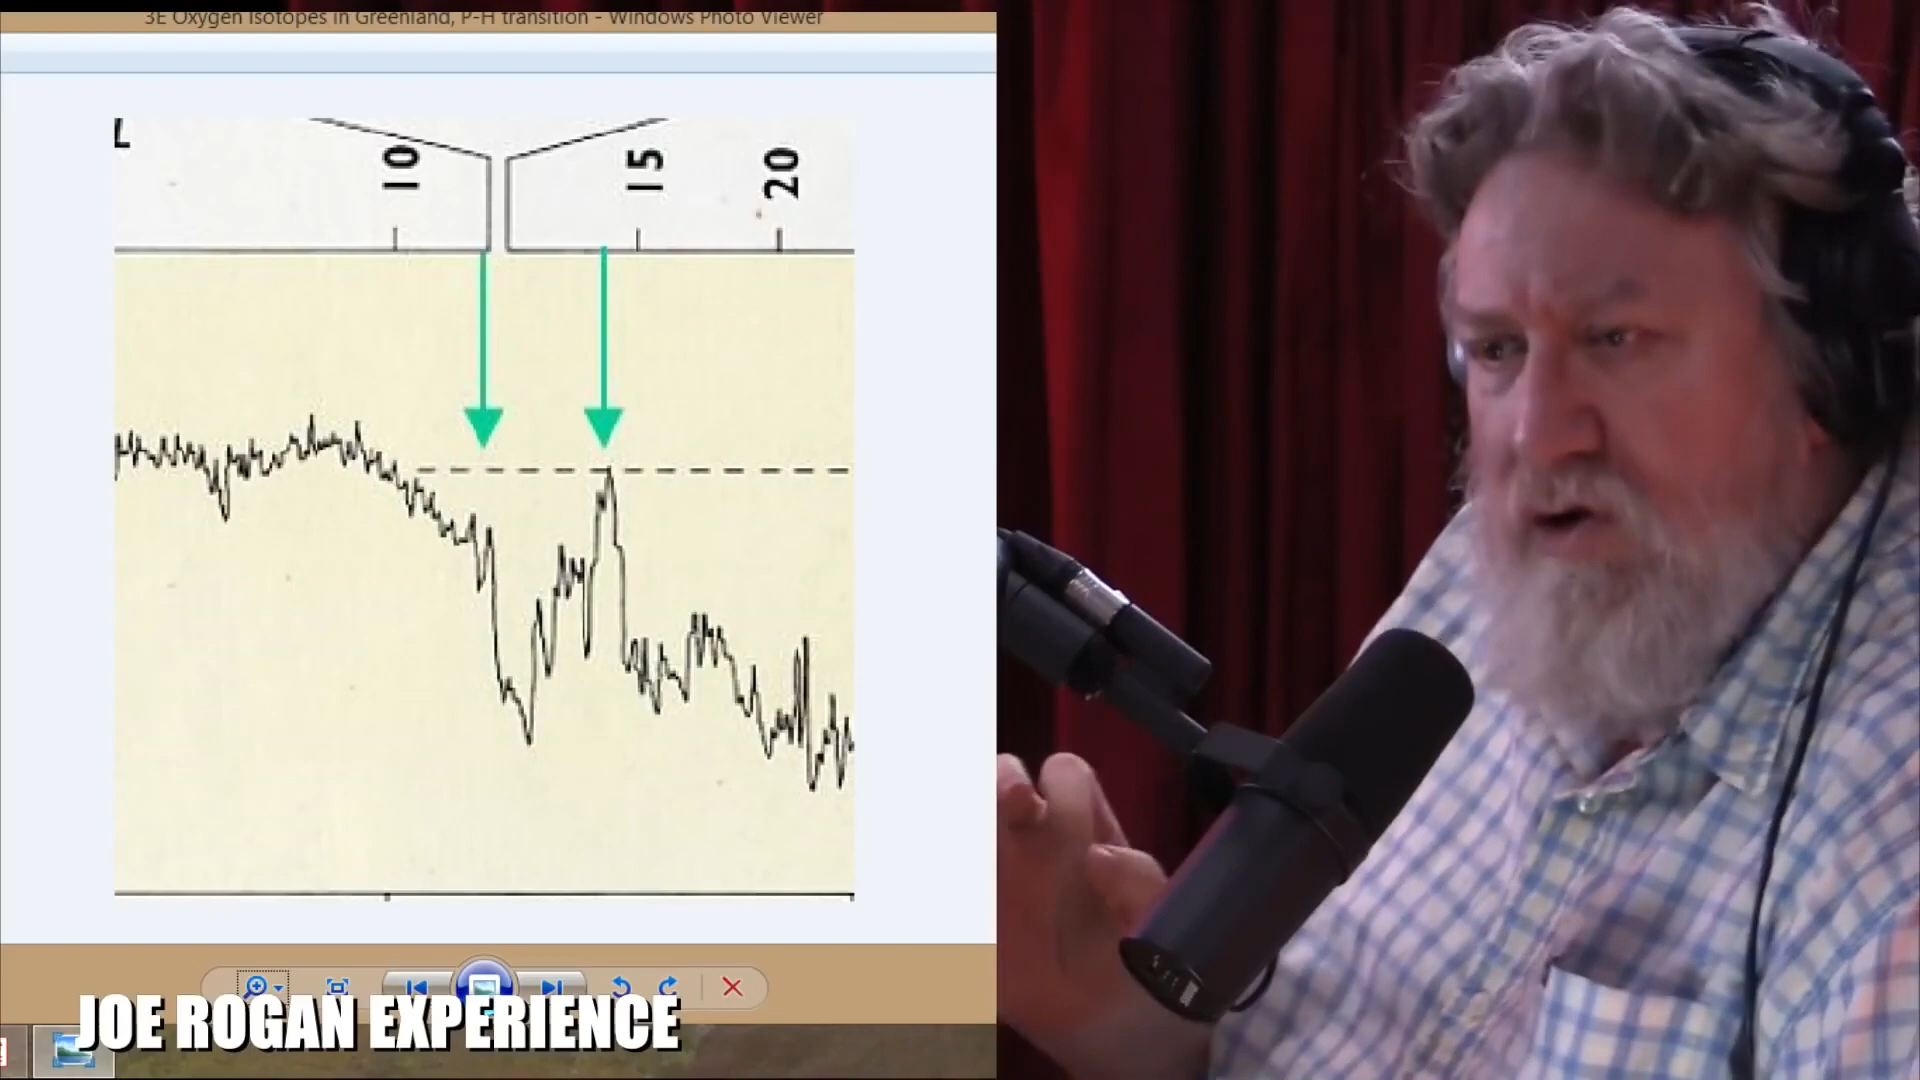 3E Oxygen Isotopes in Greenland, P-H transition - Windows Photo Viewer
10
15
20
JOE ROGAN EXPERIENCE